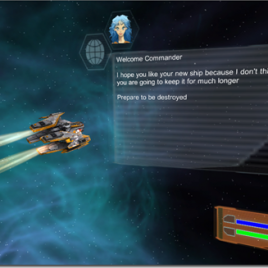 Welcome Commander
I hope you like your new ship because I don't thi
you are going to keep it for much longer
Prepare to be destroyed